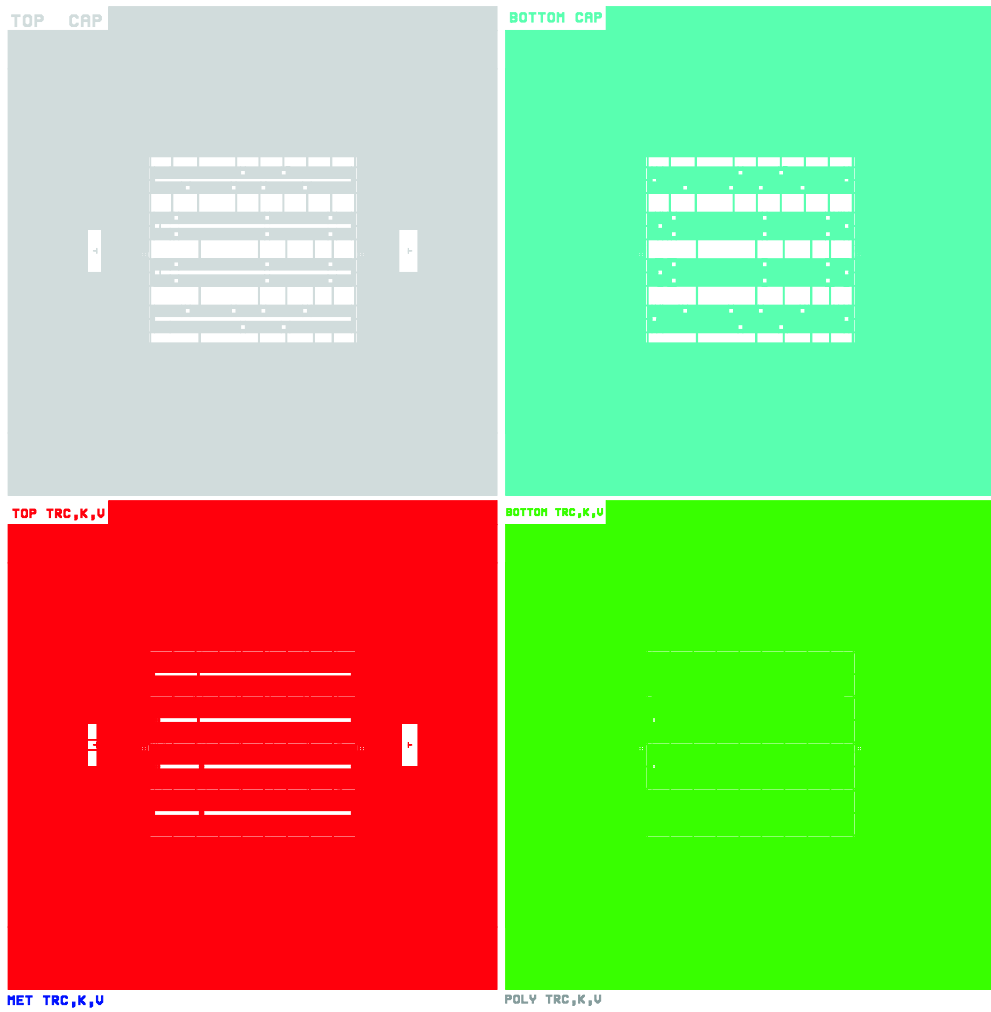 TOP CAP
BOTTOM CAP
TOP TRC,K,V
BOTTOM TRC,K,V
MET TRC,K,V
POLY TRC,K,V